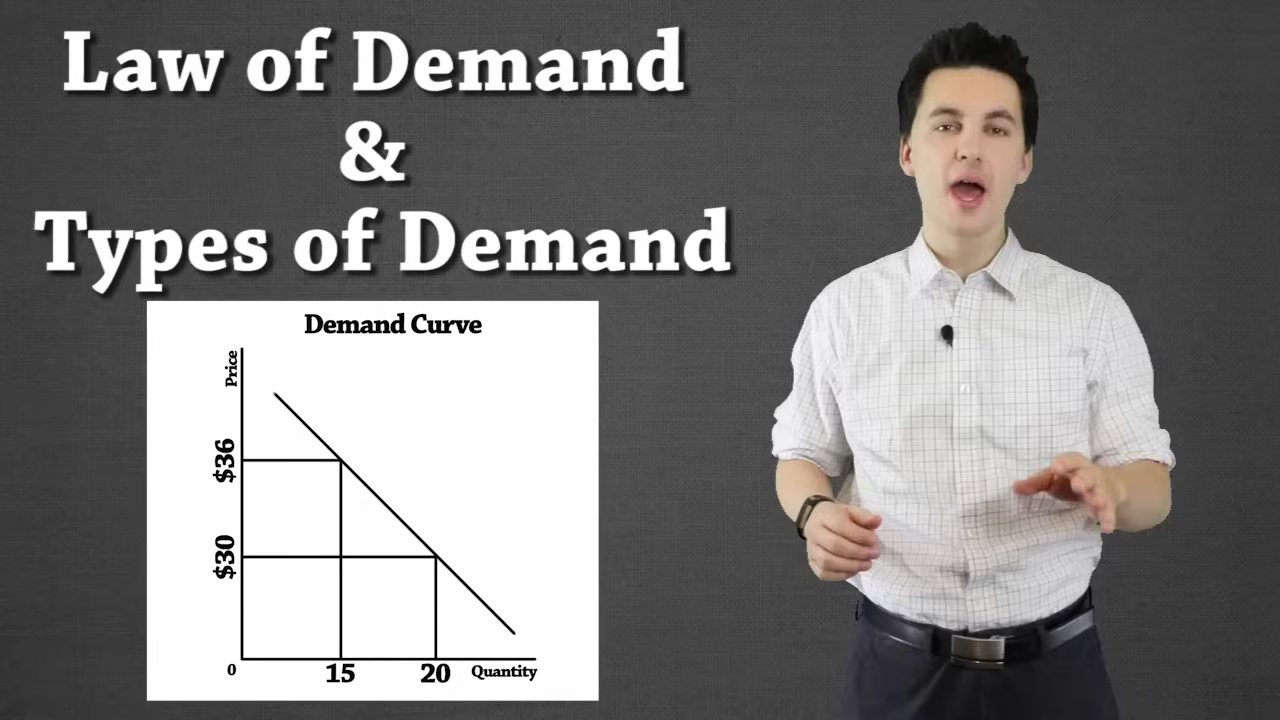 Law of Demand
&
Types of Demand
Demand Curve
Price
$36
$30
0
15
20
Quantity